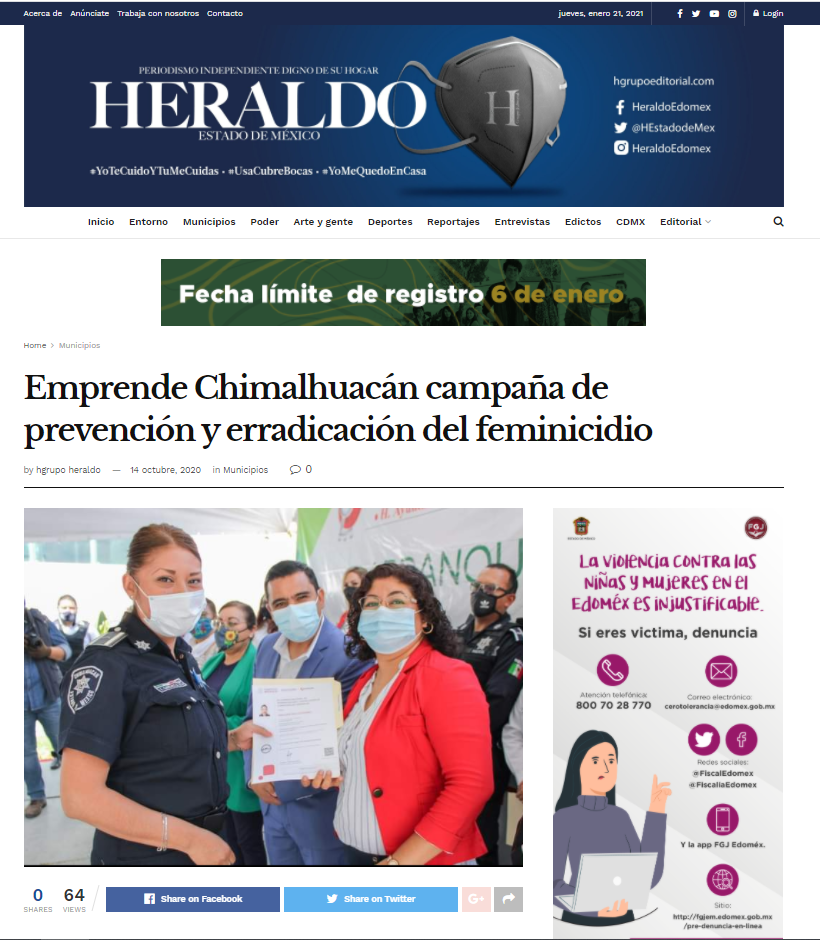 Acerca de Anúnciate Trabaja con nosotros Contacto
jueves, enero 21, 2021
Login
PERIODISMO INDEPENDIENTE DIGNO DE SU HOGAR
HERALDO
ESTADO DE MÉXICO
#YoTeCuidoYTuMeCuidas • #UsaCubreBocas • #YoMeQuedoEnCasa
H
hgrupoeditorial.com
HeraldoEdomex
@HEstadodeMex
HeraldoEdomex
Inicio Entorno Municipios Poder Arte y gente Deportes Reportajes Entrevistas Edictos CDMX Editorial
Fecha límite de registro 6 de enero
Home > Municipios
Emprende Chimalhuacán campaña de
prevención y erradicación del feminicidio
by hgrupo heraldo — 14 octubre, 2020 in Municipios 0
FGJ
La violencia contra las
niñas y mujeres en el
Edoméx es injustificable.
Si eres victima, denuncia
Atención telefónica:
800 70 28 770
Correo electrónico:
cerotolerancia@edomex.gob.mx
Redes sociales:
@FiscalEdomex
@FiscaliaEdomex
Y la app FGJ Edoméx.
Sitio:
http://fgjem.edomex.gob.mx
/pre-denuncia-en-linea
0
SHARES
64
VIEWS
Share on Facebook
Share on Twitter
G+